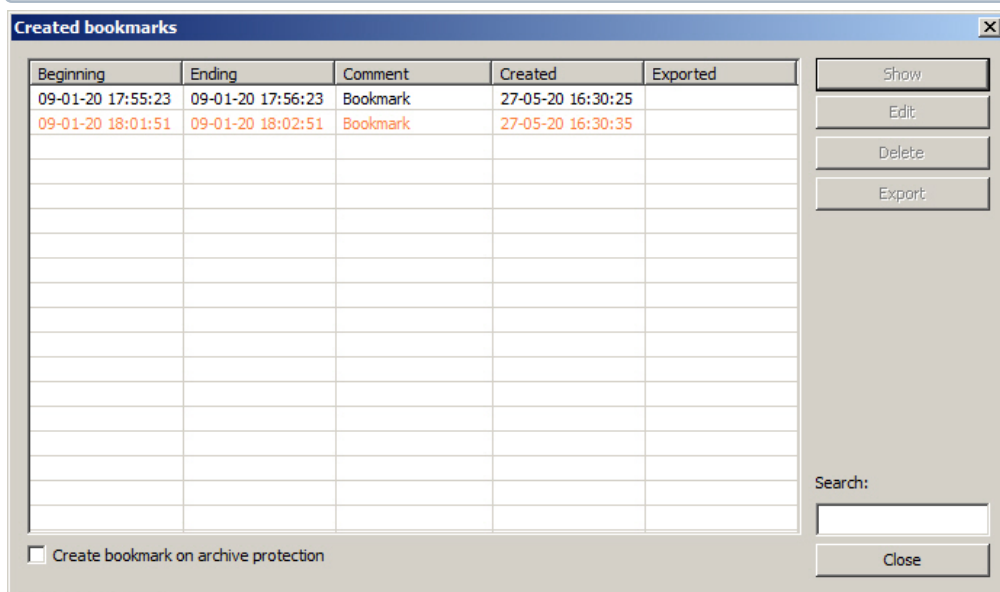 Created bookmarks
Beginning Ending Comment Created Exported
09-01-20 17:55:23 09-01-20 17:56:23 Bookmark 27-05-20 16:30:25
09-01-20 18:01:51 09-01-20 18:02:51 Bookmark 27-05-20 16:30:35
Show
Edit
Delete
Export
Search:
Create bookmark on archive protection
Close